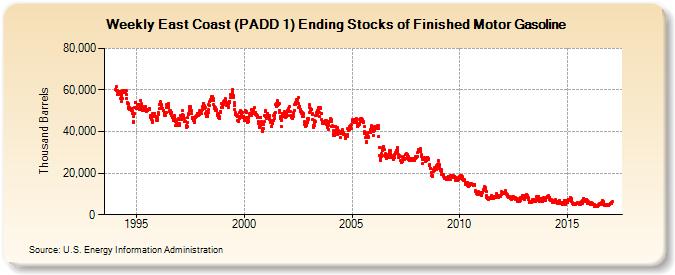 Weekly East Coast (PADD 1) Ending Stocks of Finished Motor Gasoline
Thousand Barrels
80,000
60,000
40,000
20,000
0
1995 2000 2005 2010 2015
Source: U.S. Energy Information Administration